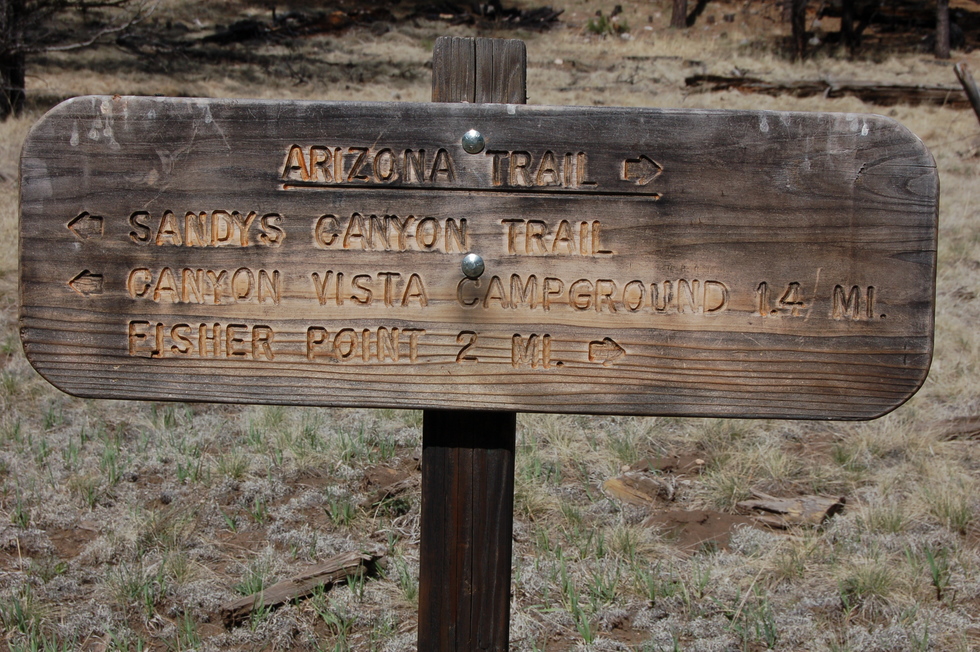 ARIZONA TRAIL ⇨
⇦ SANDYS CANYON TRAIL
⇦ CANYON VISTA CAMPGROUND 1.4 MI.
FISHER POINT 2 MI. ⇨